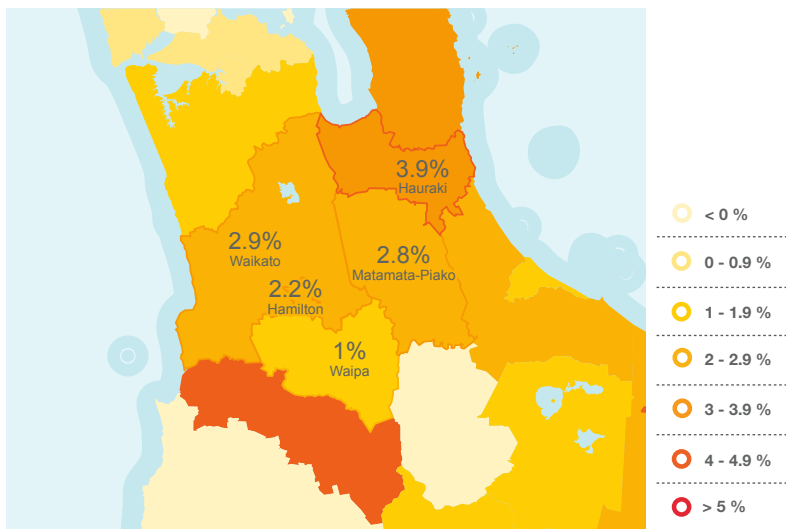 3.9%
Hauraki
2.9%
Waikato
2.8%
Matamata-Piako
2.2%
Hamilton
1%
Waipa
< 0 %
0 - 0.9 %
1 - 1.9 %
2 - 2.9 %
3 - 3.9 %
4 - 4.9 %
> 5 %